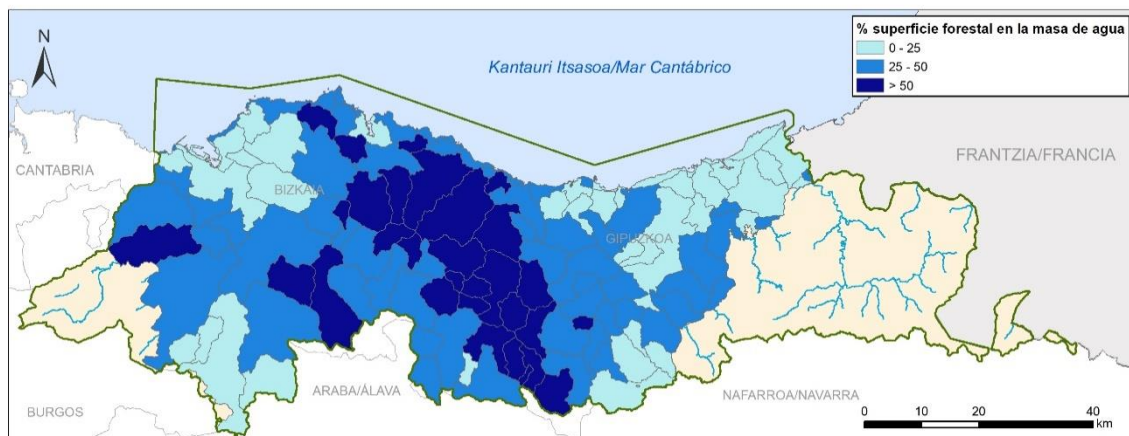 % superficie forestal en la masa de agua
0 - 25
25 - 50
> 50
N
Kantauri Itsasoa/Mar Cantábrico
CANTABRIA
FRANTZIA/FRANCIA
BIZKAIA
GIPUZKOA
ARABA/ÁLAVA
NAFARROA/NAVARRA
BURGOS
0 10 20 40
km